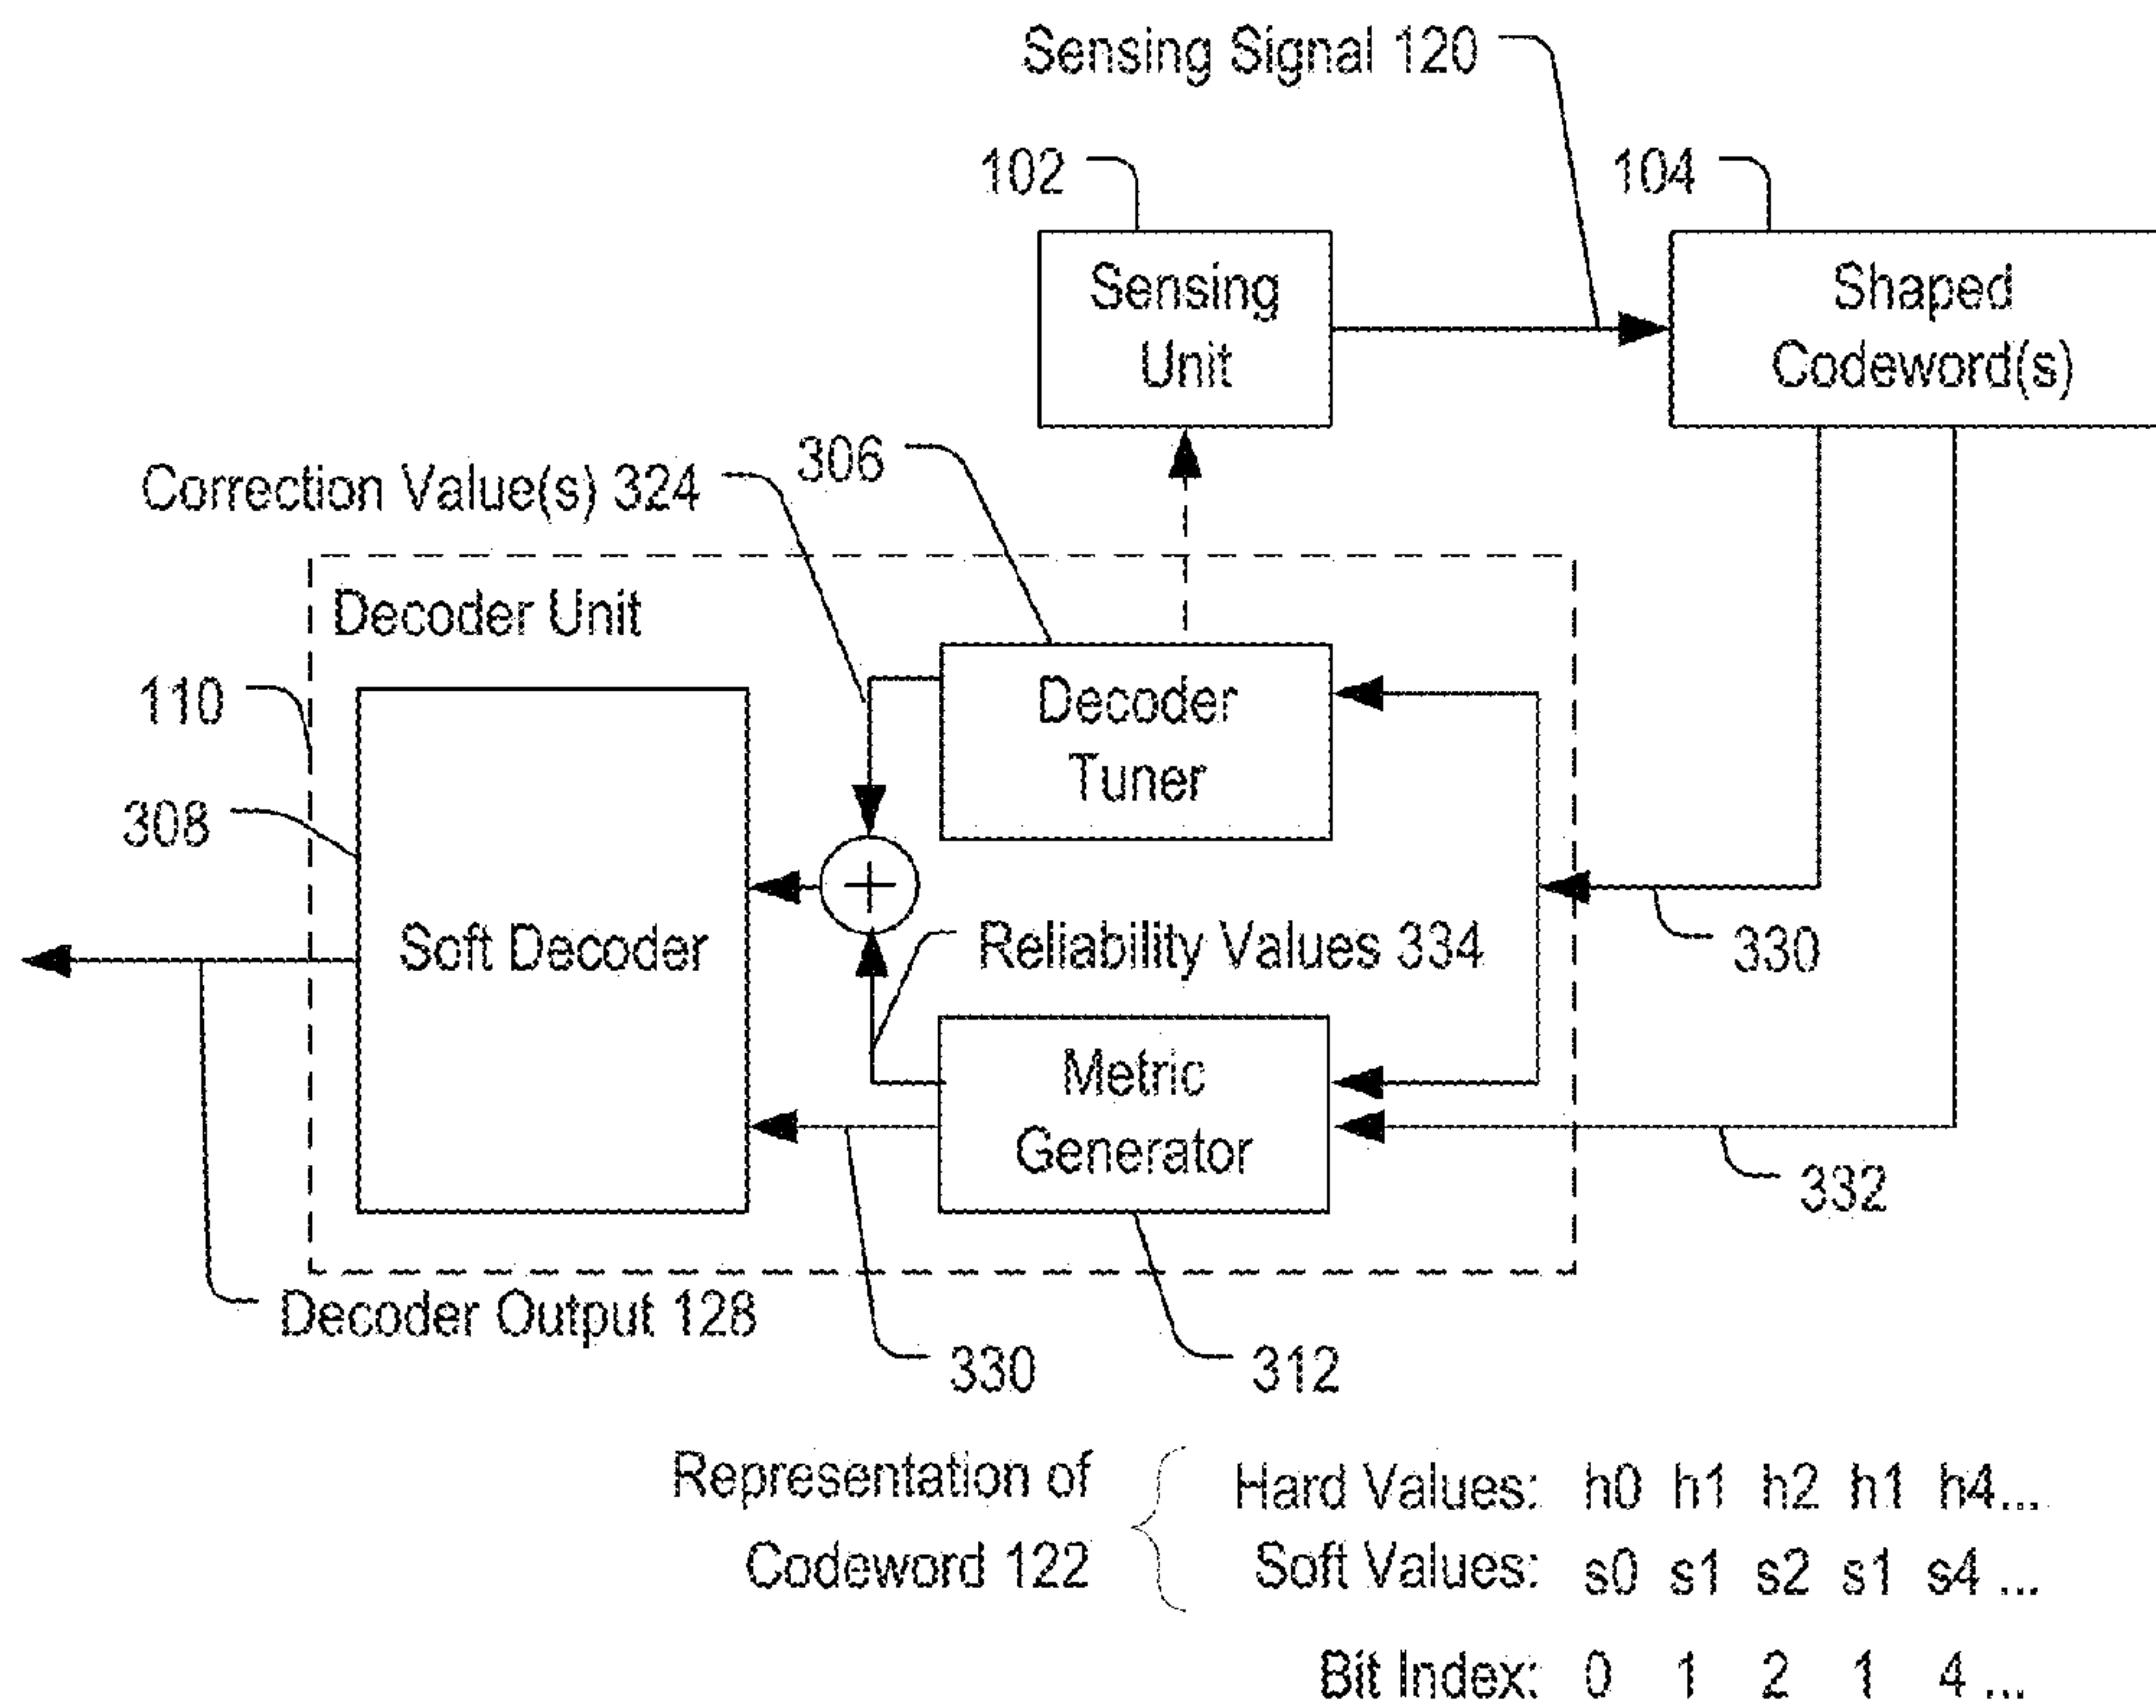 Sensing Signal 120
102
104
Sensing
Unit
Shaped
Codeword(s)
306
Correction Value(s) 324
Decoder Unit
110
Decoder
Tuner
308
Soft Decoder
Reliability Values 334
330
Metric
Generator
332
Decoder Output 128
330
312
Representation of
Codeword 122
Hard Values: h0 h1 h2 h1 h4...
Soft Values: s0 s1 s2 s1 s4 ...
Bit Index: 0 1 2 1 4 ...